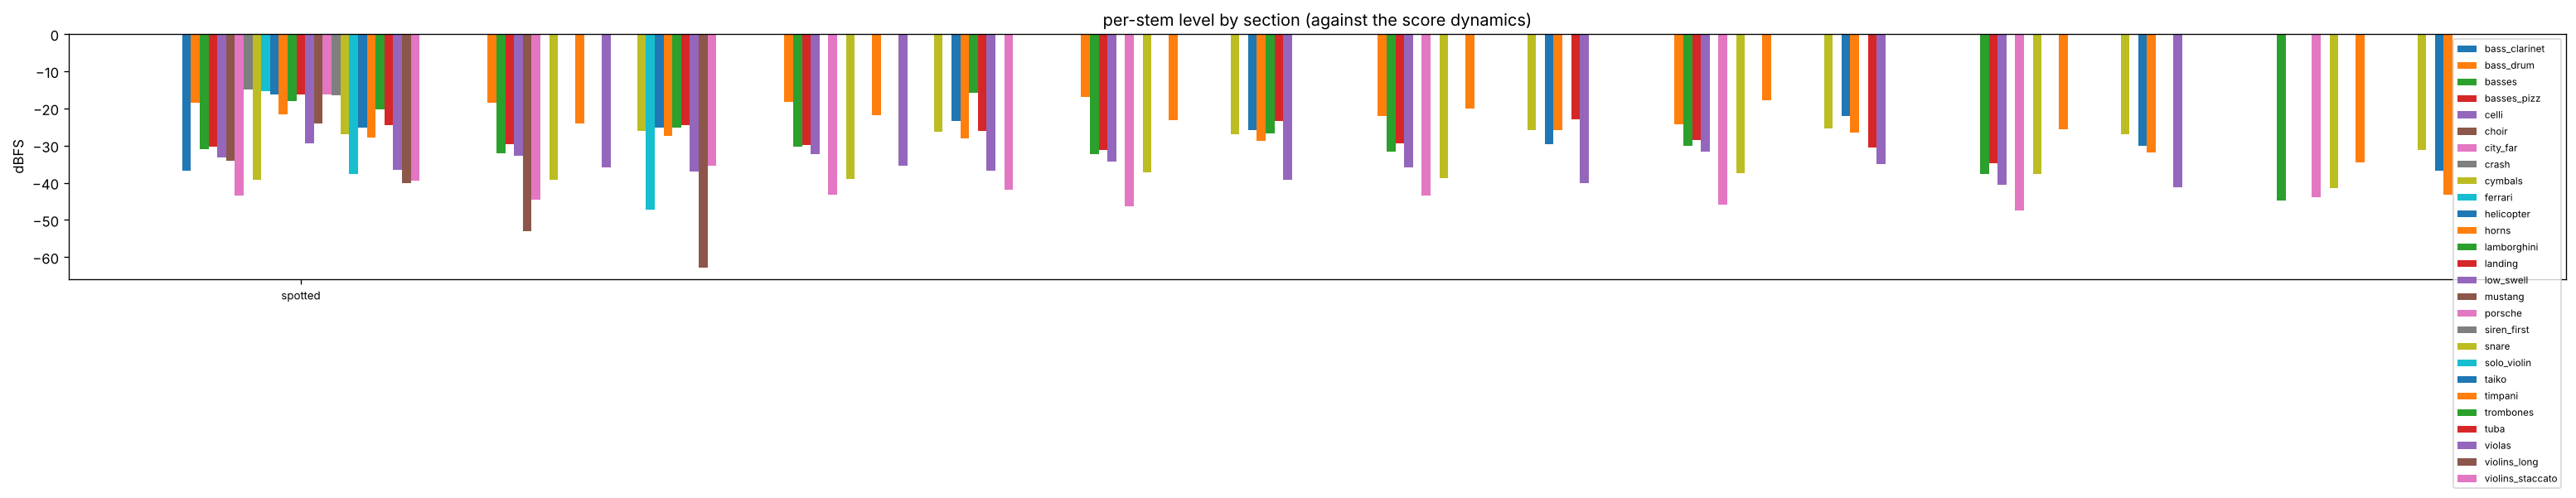 per-stem level by section (against the score dynamics)
0
−10
−20
−30
−40
−50
−60
dBFS
spotted
bass_clarinet
bass_drum
basses
basses_pizz
celli
choir
city_far
crash
cymbals
ferrari
helicopter
horns
lamborghini
landing
low_swell
mustang
porsche
siren_first
snare
solo_violin
taiko
timpani
trombones
tuba
violas
violins_long
violins_staccato